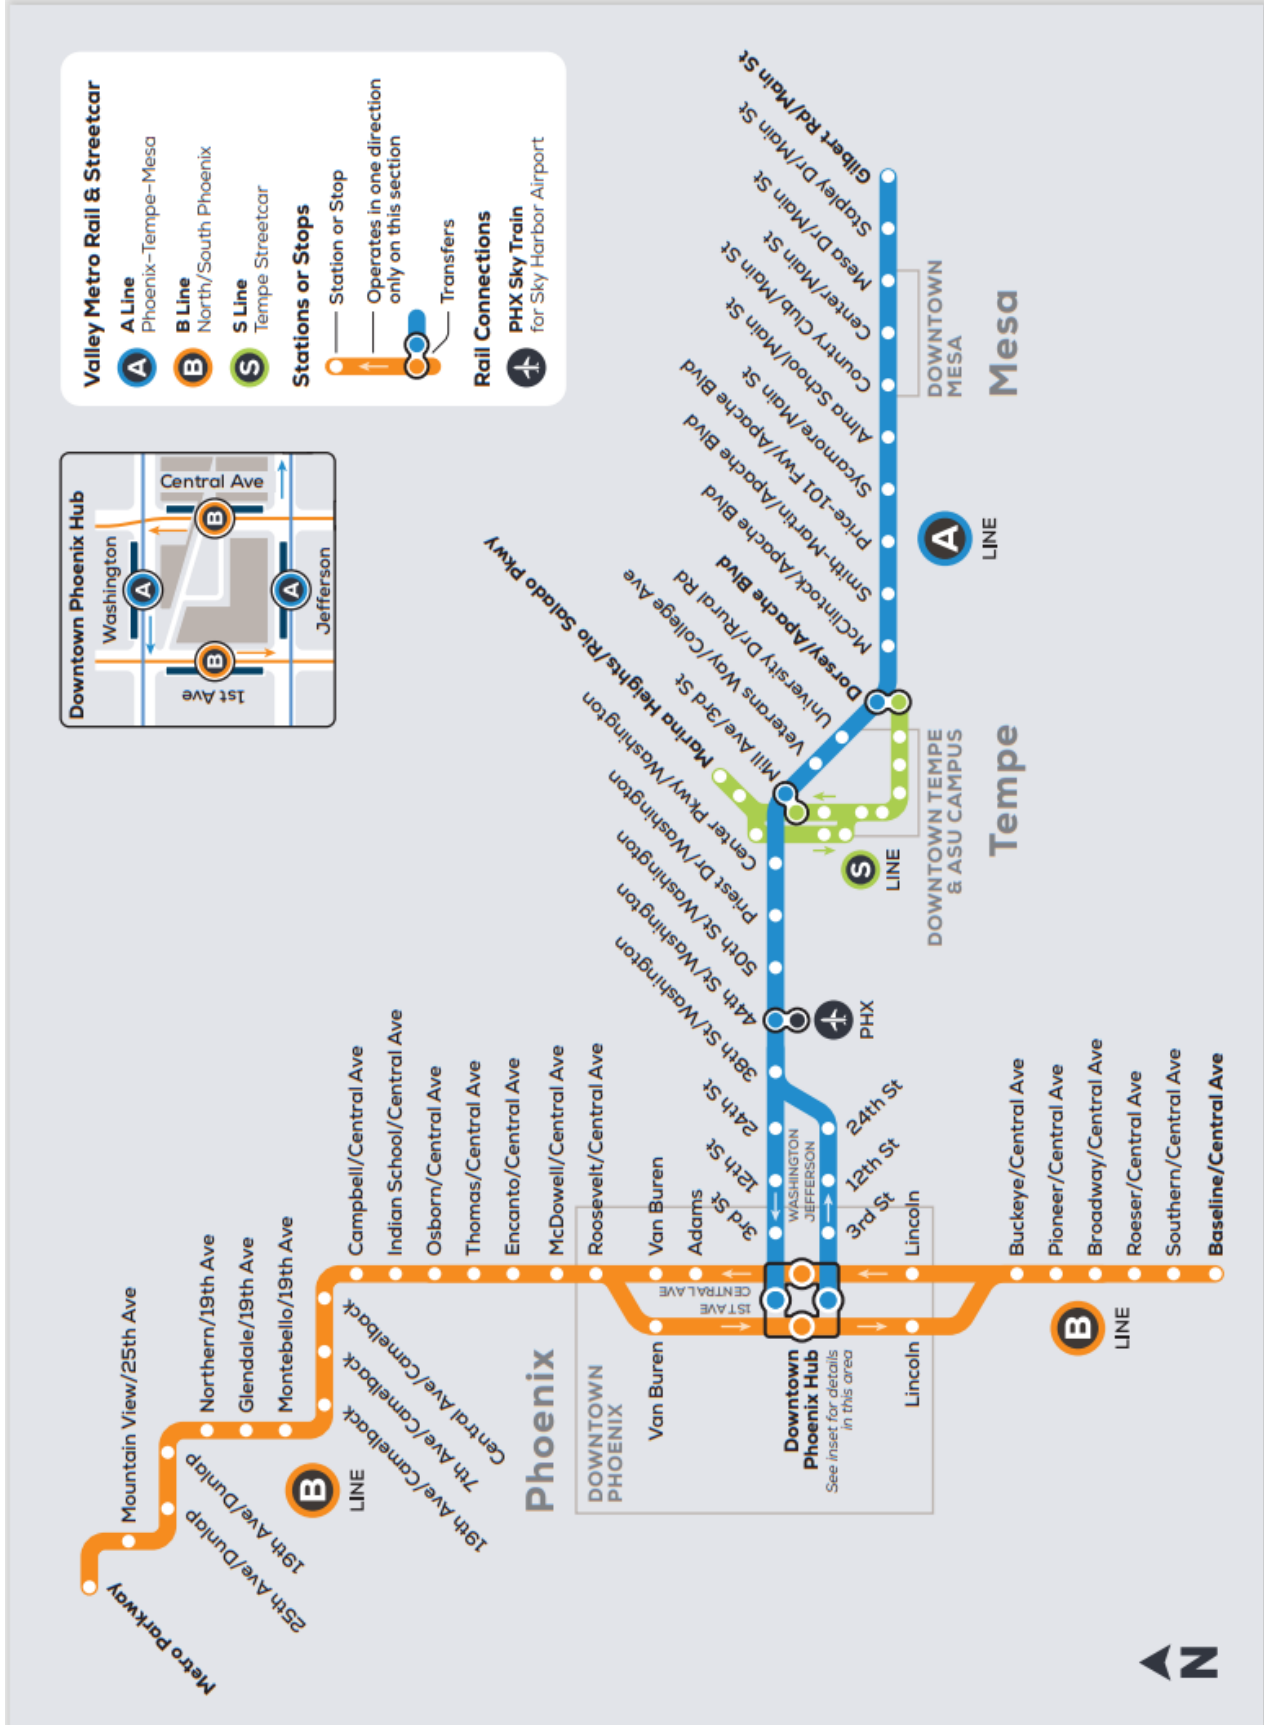 Valley Metro Rail & Streetcar
A
A Line
Phoenix–Tempe–Mesa
B
B Line
North/South Phoenix
S
S Line
Tempe Streetcar
Stations or Stops
Station or Stop
Operates in one direction
only on this section
Transfers
Rail Connections
PHX Sky Train
for Sky Harbor Airport
Downtown Phoenix Hub
Washington
Central Ave
1st Ave
Jefferson
A
B
B
A
Metro Parkway
Mountain View/25th Ave
25th Ave/Dunlap
19th Ave/Dunlap
Northern/19th Ave
Glendale/19th Ave
Montebello/19th Ave
B
LINE
19th Ave/Camelback
7th Ave/Camelback
Central Ave/Camelback
Campbell/Central Ave
Indian School/Central Ave
Osborn/Central Ave
Thomas/Central Ave
Encanto/Central Ave
McDowell/Central Ave
Roosevelt/Central Ave
Phoenix
DOWNTOWN
PHOENIX
Van Buren
Van Buren
Adams
1ST AVE
CENTRAL AVE
Downtown
Phoenix Hub
See inset for details
in this area
Lincoln
Lincoln
Buckeye/Central Ave
Pioneer/Central Ave
Broadway/Central Ave
Roeser/Central Ave
Southern/Central Ave
Baseline/Central Ave
B
LINE
3rd St
12th St
24th St
WASHINGTON
JEFFERSON
3rd St
12th St
24th St
38th St/Washington
44th St/Washington
PHX
50th St/Washington
Priest Dr/Washington
Center Pkwy/Washington
Marina Heights/Rio Salado Pkwy
Mill Ave/3rd St
Veterans Way/College Ave
University Dr/Rural Rd
Dorsey/Apache Blvd
S
LINE
DOWNTOWN TEMPE
& ASU CAMPUS
Tempe
McClintock/Apache Blvd
Smith-Martin/Apache Blvd
Price-101 Fwy/Apache Blvd
Sycamore/Main St
Alma School/Main St
Country Club/Main St
Center/Main St
Mesa Dr/Main St
Stapley Dr/Main St
Gilbert Rd/Main St
A
LINE
DOWNTOWN
MESA
Mesa
N